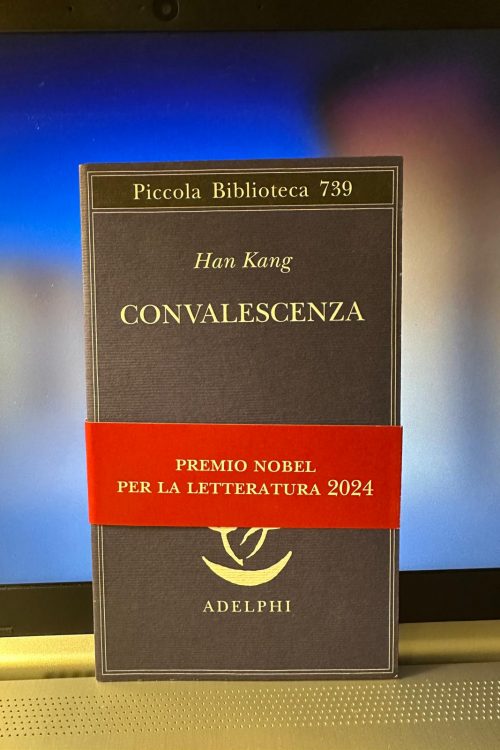 Piccola Biblioteca 739
Han Kang
CONVALESCENZA
PREMIO NOBEL
PER LA LETTERATURA 2024
ADELPHI